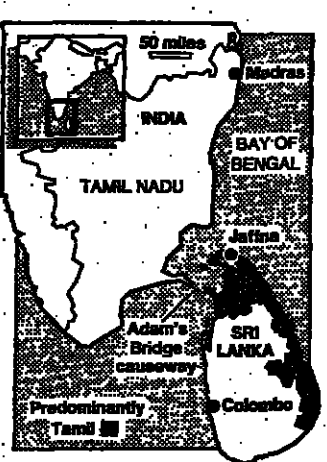 50 miles
Madras
INDIA
BAY OF
BENGAL
TAMIL NADU
Jaffna
Adam's
Bridge
causeway
SRI
LANKA
Predominantly
Tamil
Colombo